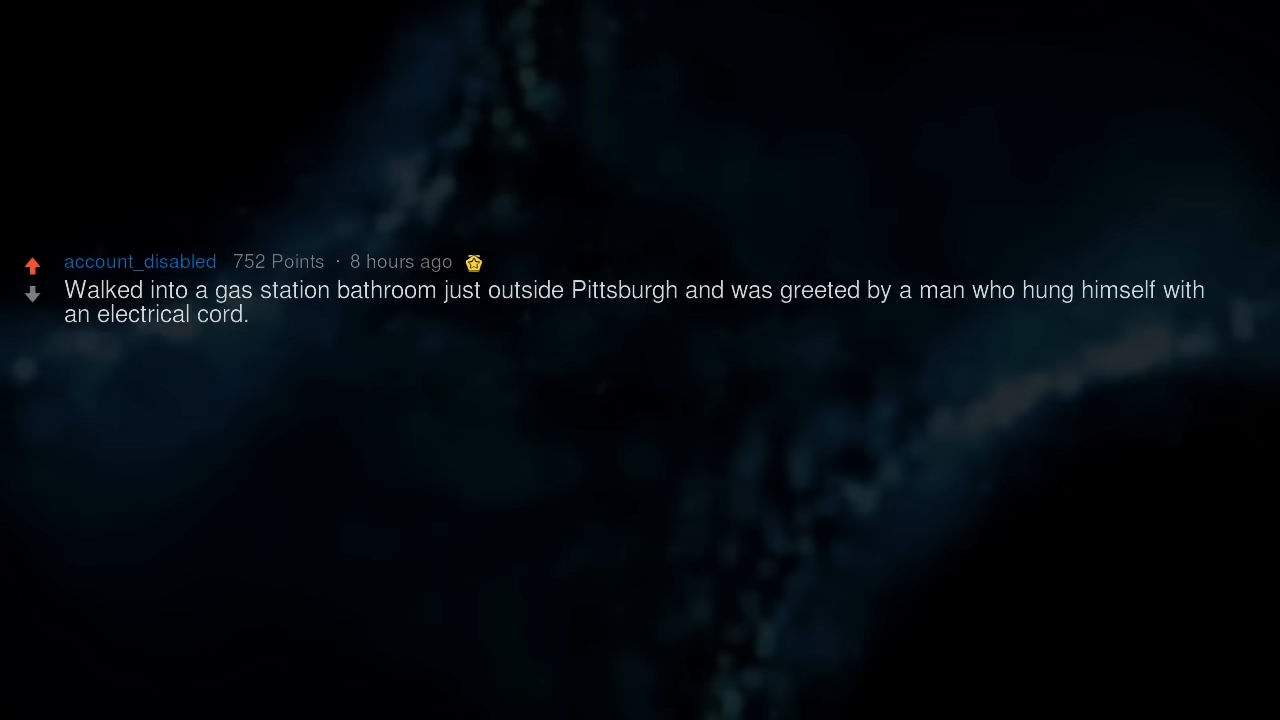 account_disabled 752 Points · 8 hours ago
Walked into a gas station bathroom just outside Pittsburgh and was greeted by a man who hung himself with
an electrical cord.